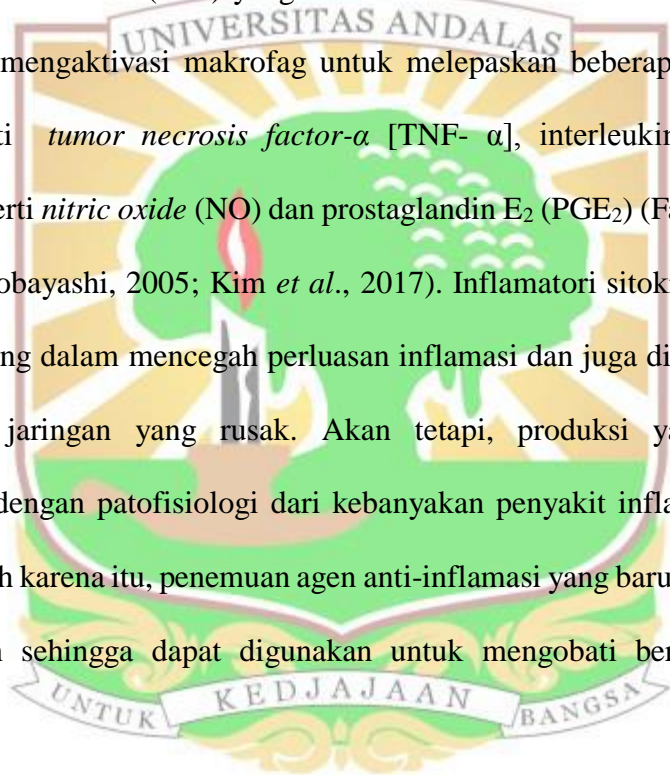 UNIVERSITAS ANDALAS
mengaktivasi makrofag untuk melepaskan beberap
ti tumor necrosis factor-α [TNF- α], interleukin
erti nitric oxide (NO) dan prostaglandin E₂ (PGE₂) (Fa
obayashi, 2005; Kim et al., 2017). Inflamatori sitok
ng dalam mencegah perluasan inflamasi dan juga di
jaringan yang rusak. Akan tetapi, produksi ya
dengan patofisiologi dari kebanyakan penyakit infla
h karena itu, penemuan agen anti-inflamasi yang baru
n sehingga dapat digunakan untuk mengobati ber
UNTUK KEDJAJAAN BANGSA